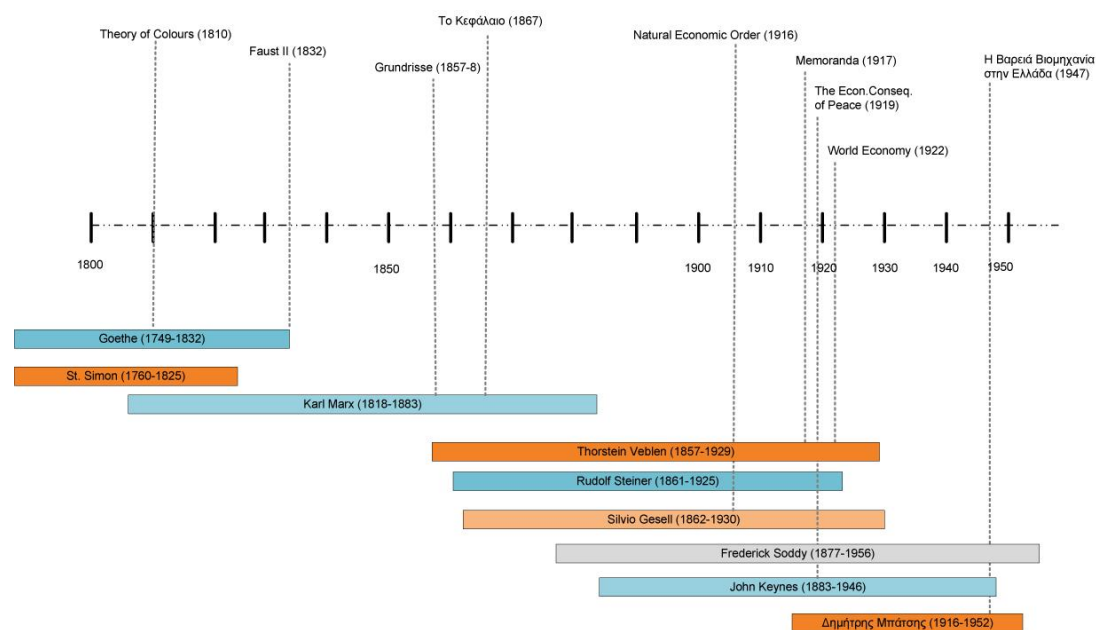 Το Κεφάλαιο (1867)
Theory of Colours (1810)
Natural Economic Order (1916)
Faust II (1832)
Grundrisse (1857-8)
Memoranda (1917)
Η Βαρειά Βιομηχανία
στην Ελλάδα (1947)
The Econ.Conseq.
of Peace (1919)
World Economy (1922)
1800
1850
1900
1910
1920
1930
1940
1950
Goethe (1749-1832)
St. Simon (1760-1825)
Karl Marx (1818-1883)
Thorstein Veblen (1857-1929)
Rudolf Steiner (1861-1925)
Silvio Gesell (1862-1930)
Frederick Soddy (1877-1956)
John Keynes (1883-1946)
Δημήτρης Μπάτσης (1916-1952)